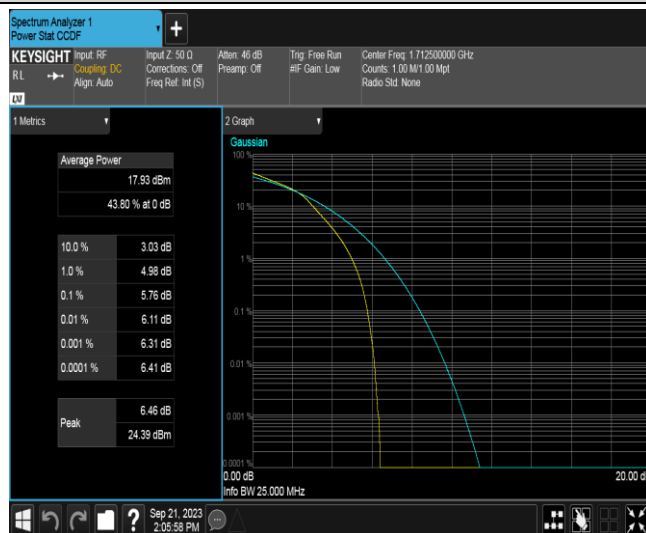 Spectrum Analyzer 1
Power Stat CCDF
+
KEYSIGHT
RL
LXI
Input: RF
Coupling: DC
Align: Auto
Input Z: 50 Ω
Corrections: Off
Freq Ref: Int (S)
Atten: 46 dB
Preamp: Off
Trig: Free Run
#IF Gain: Low
Center Freq: 1.712500000 GHz
Counts: 1.00 M/1.00 Mpt
Radio Std: None
1 Metrics
Average Power
17.93 dBm
43.80 % at 0 dB
10.0 % 3.03 dB
1.0 % 4.98 dB
0.1 % 5.76 dB
0.01 % 6.11 dB
0.001 % 6.31 dB
0.0001 % 6.41 dB
Peak
6.46 dB
24.39 dBm
2 Graph
Gaussian
100 %
10 %
1 %
0.1 %
0.01 %
0.001 %
0.0001 %
0.00 dB
20.00 d
Info BW 25.000 MHz
?
Sep 21, 2023
2:05:58 PM